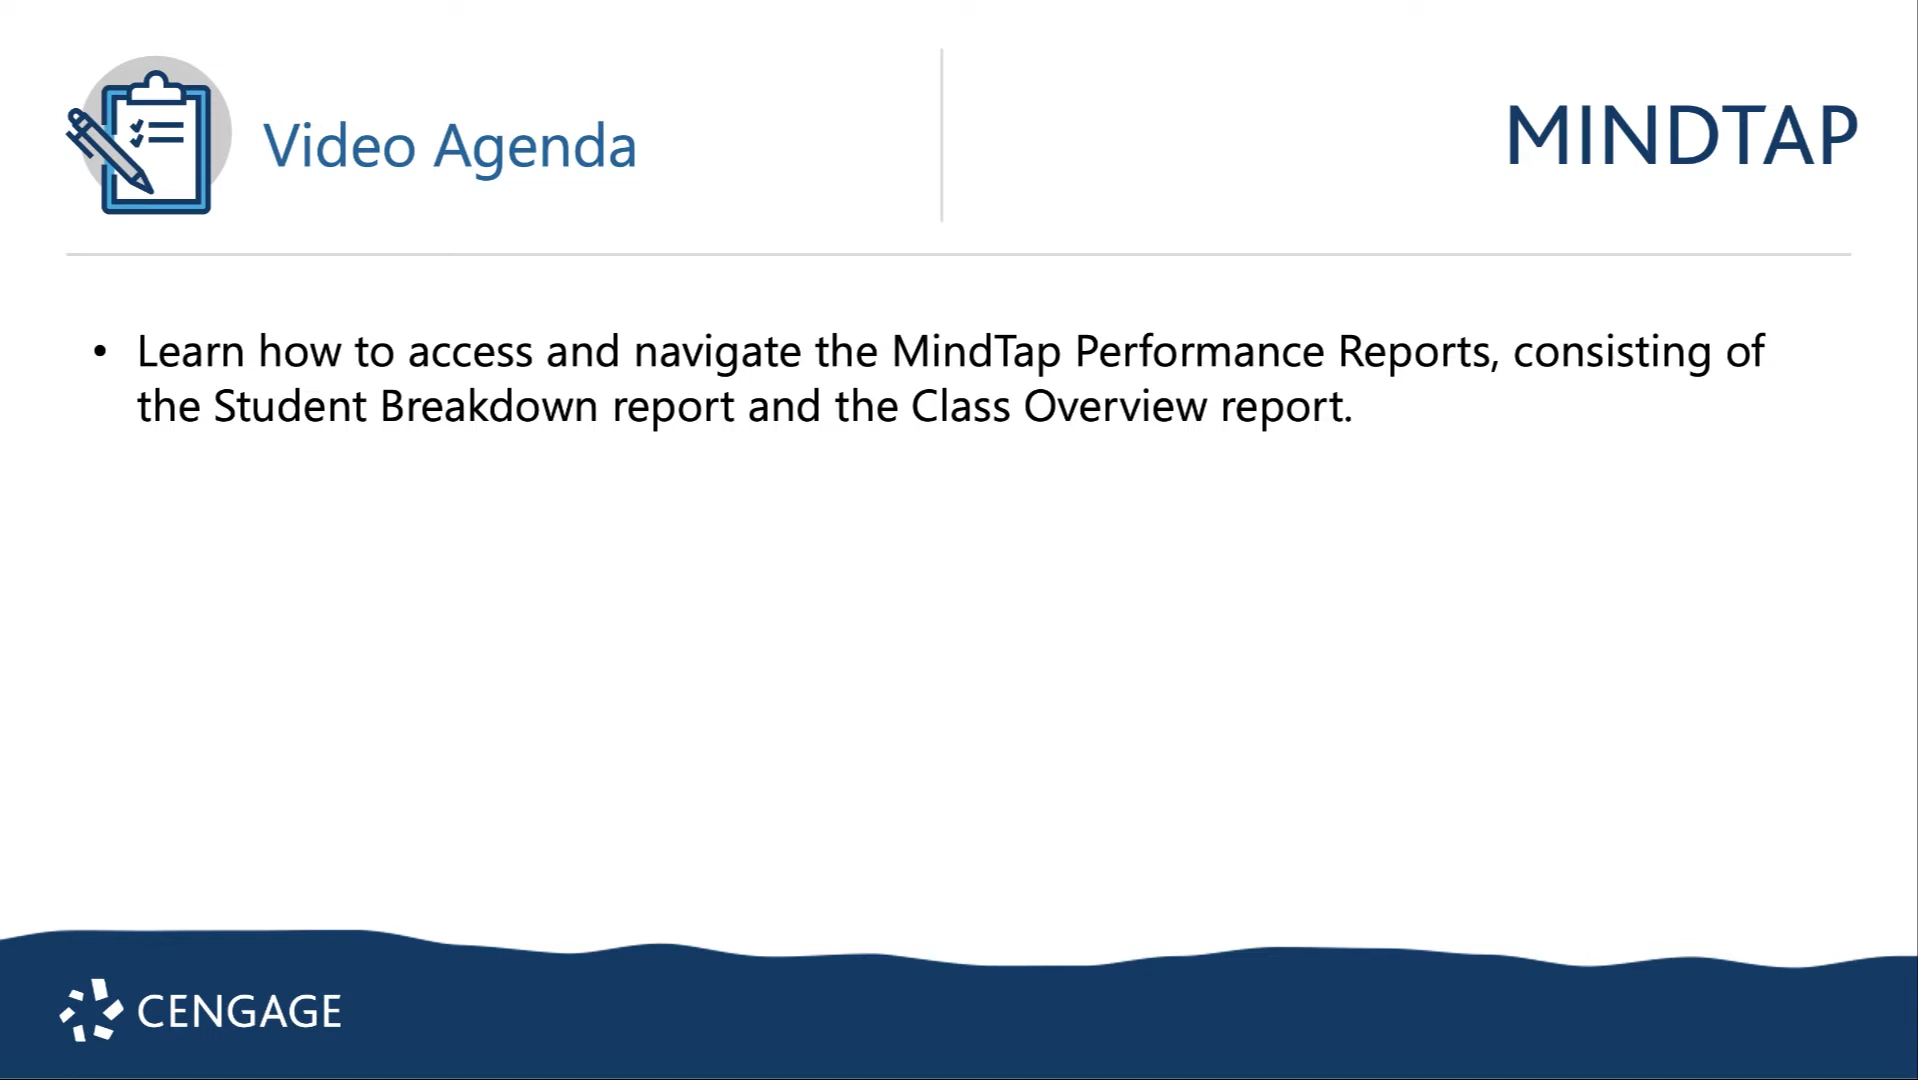 Video Agenda
MINDTAP
• Learn how to access and navigate the MindTap Performance Reports, consisting of
the Student Breakdown report and the Class Overview report.
CENGAGE